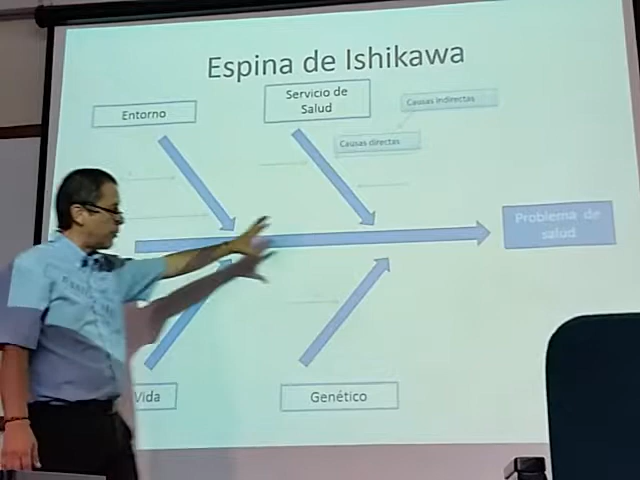 Espina de Ishikawa
Entorno
Servicio de
Salud
Causas indirectas
Causas directas
Problema de
salud
Vida
Genético